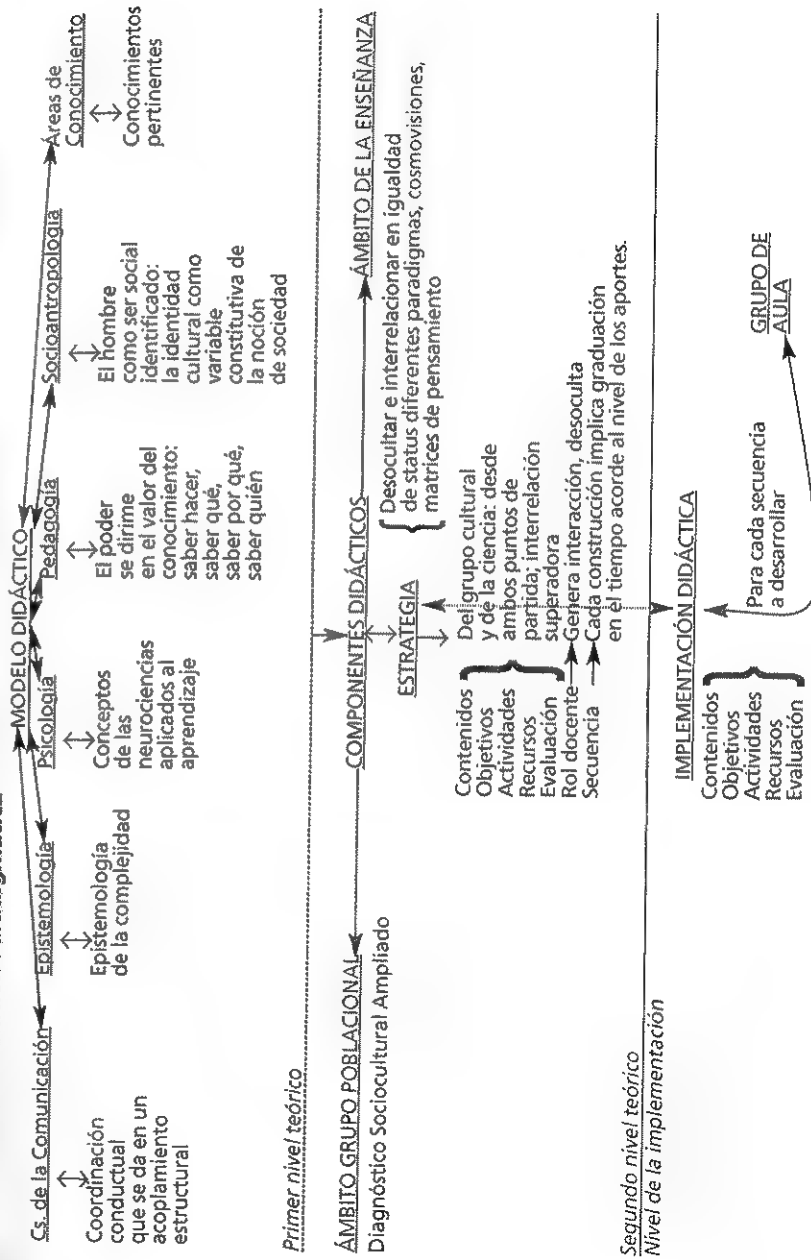 MODELO DIDÁCTICO
Cs. de la Comunicación
Coordinación
conductual
que se da en un
acoplamiento
estructural
Epistemología
Epistemología
de la complejidad
Psicología
Conceptos
de las
neurociencias
aplicados al
aprendizaje
Pedagogía
El poder
se dirime
en el valor del
conocimiento:
saber hacer,
saber qué,
saber por qué,
saber quién
Socioantropología
El hombre
como ser social
identificado:
la identidad
cultural como
variable
constitutiva de
la noción
de sociedad
Áreas de
Conocimiento
Conocimientos
pertinentes
Primer nivel teórico
ÁMBITO GRUPO POBLACIONAL
Diagnóstico Sociocultural Ampliado
COMPONENTES DIDÁCTICOS
ÁMBITO DE LA ENSEÑANZA
ESTRATEGIA
Desocultar e interrelacionar en igualdad
de status diferentes paradigmas, cosmovisiones,
matrices de pensamiento
Contenidos
Objetivos
Actividades
Recursos
Evaluación
Del grupo cultural
y de la ciencia: desde
ambos puntos de
partida; interrelación
superadora
Rol docente Genera interacción, desoculta
Secuencia Cada construcción implica graduación
en el tiempo acorde al nivel de los aportes.
Segundo nivel teórico
Nivel de la implementación
IMPLEMENTACIÓN DIDÁCTICA
Contenidos
Objetivos
Actividades
Recursos
Evaluación
Para cada secuencia
a desarrollar
GRUPO DE
AULA